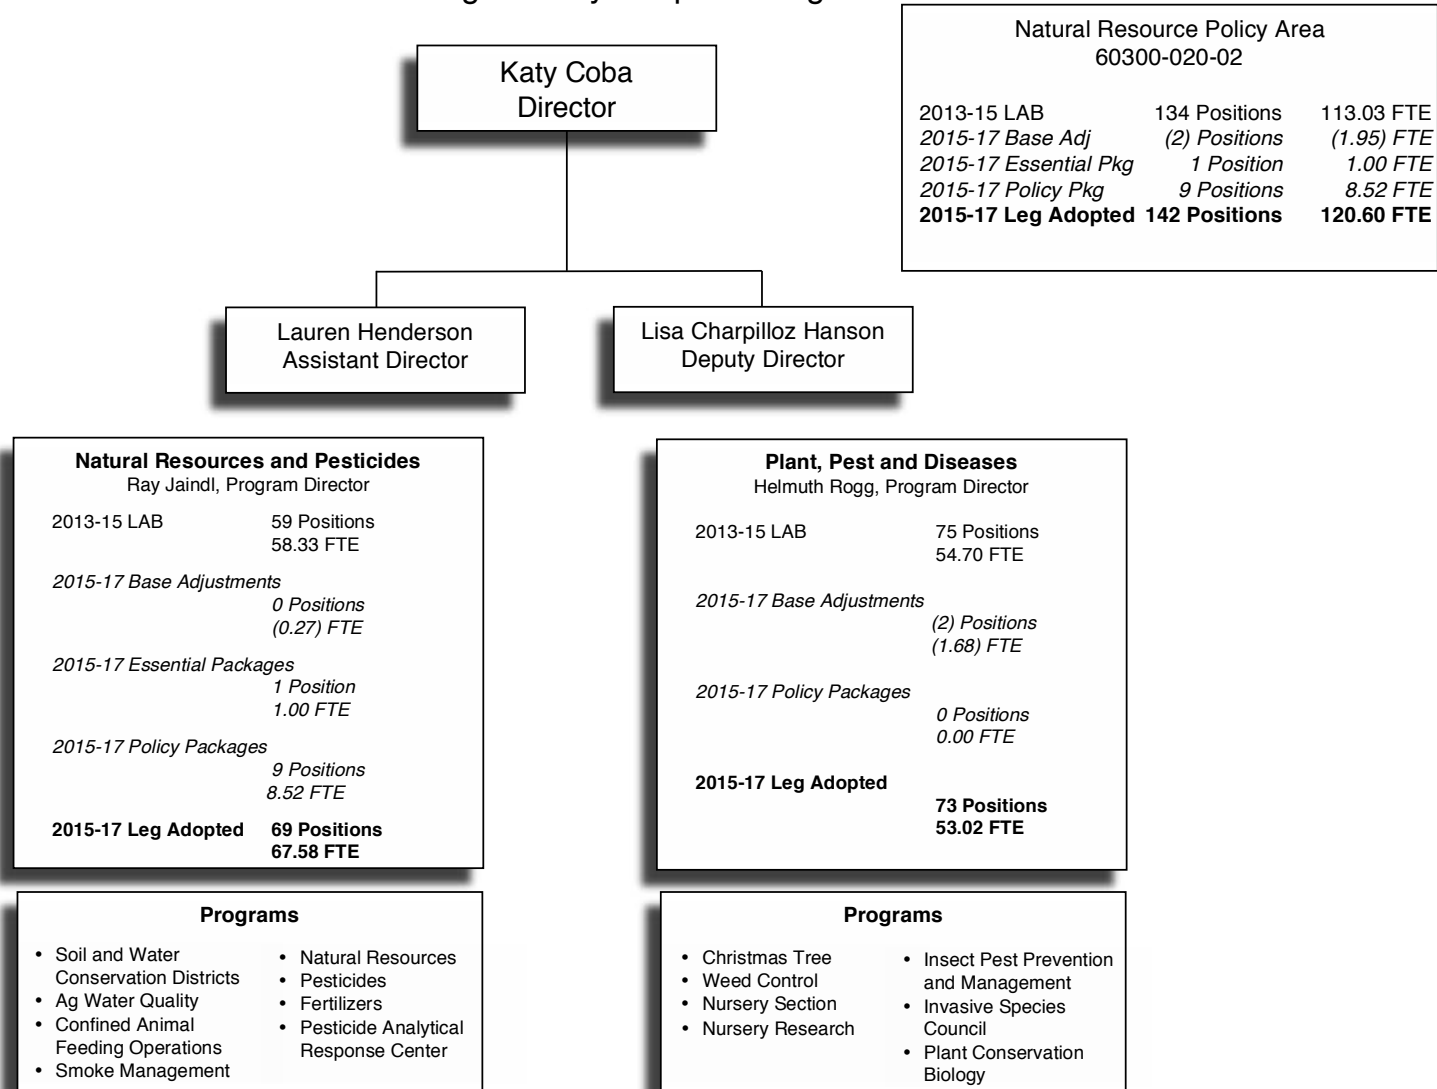 Katy Coba
Director
Natural Resource Policy Area
60300-020-02
2013-15 LAB 134 Positions 113.03 FTE
2015-17 Base Adj (2) Positions (1.95) FTE
2015-17 Essential Pkg 1 Position 1.00 FTE
2015-17 Policy Pkg 9 Positions 8.52 FTE
2015-17 Leg Adopted 142 Positions 120.60 FTE
Lauren Henderson
Assistant Director
Lisa Charpilloz Hanson
Deputy Director
Natural Resources and Pesticides
Ray Jaindl, Program Director
2013-15 LAB 59 Positions
58.33 FTE
2015-17 Base Adjustments
0 Positions
(0.27) FTE
2015-17 Essential Packages
1 Position
1.00 FTE
2015-17 Policy Packages
9 Positions
8.52 FTE
2015-17 Leg Adopted 69 Positions
67.58 FTE
Plant, Pest and Diseases
Helmuth Rogg, Program Director
2013-15 LAB 75 Positions
54.70 FTE
2015-17 Base Adjustments
(2) Positions
(1.68) FTE
2015-17 Policy Packages
0 Positions
0.00 FTE
2015-17 Leg Adopted
73 Positions
53.02 FTE
Programs
• Soil and Water
Conservation Districts
• Ag Water Quality
• Confined Animal
Feeding Operations
• Smoke Management
• Natural Resources
• Pesticides
• Fertilizers
• Pesticide Analytical
Response Center
Programs
• Christmas Tree
• Weed Control
• Nursery Section
• Nursery Research
• Insect Pest Prevention
and Management
• Invasive Species
Council
• Plant Conservation
Biology